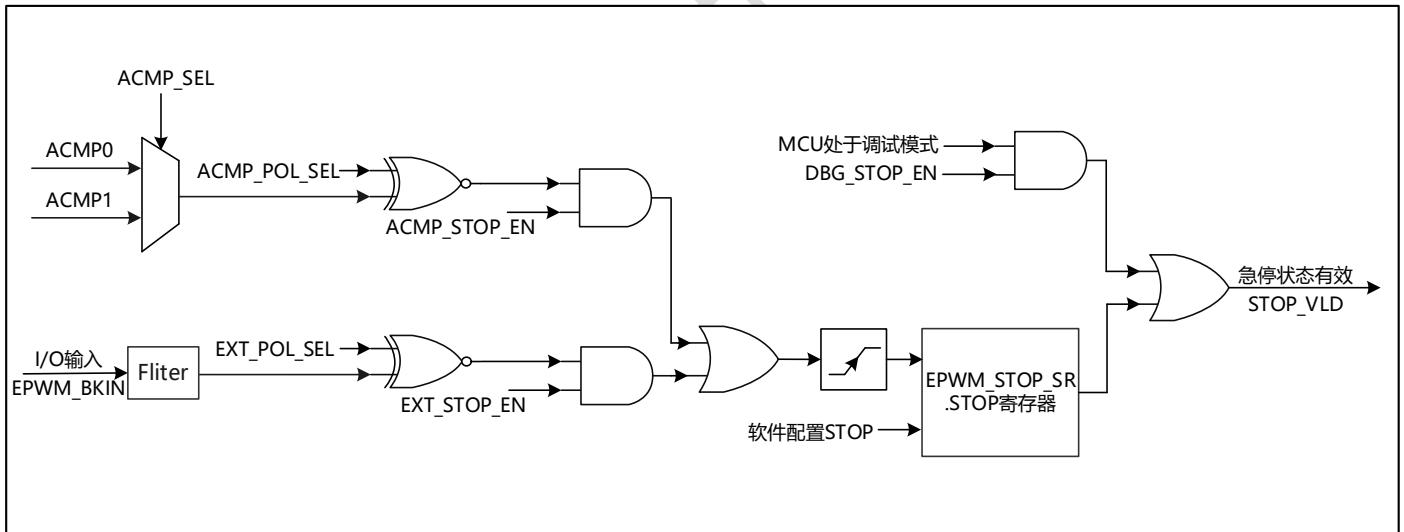 ACMP_SEL
ACMP0
ACMP1
ACMP_POL_SEL
ACMP_STOP_EN
MCU处于调试模式
DBG_STOP_EN
急停状态有效
STOP_VLD
I/O输入
EPWM_BKIN
Fliter
EXT_POL_SEL
EXT_STOP_EN
EPWM_STOP_SR
.STOP寄存器
软件配置STOP